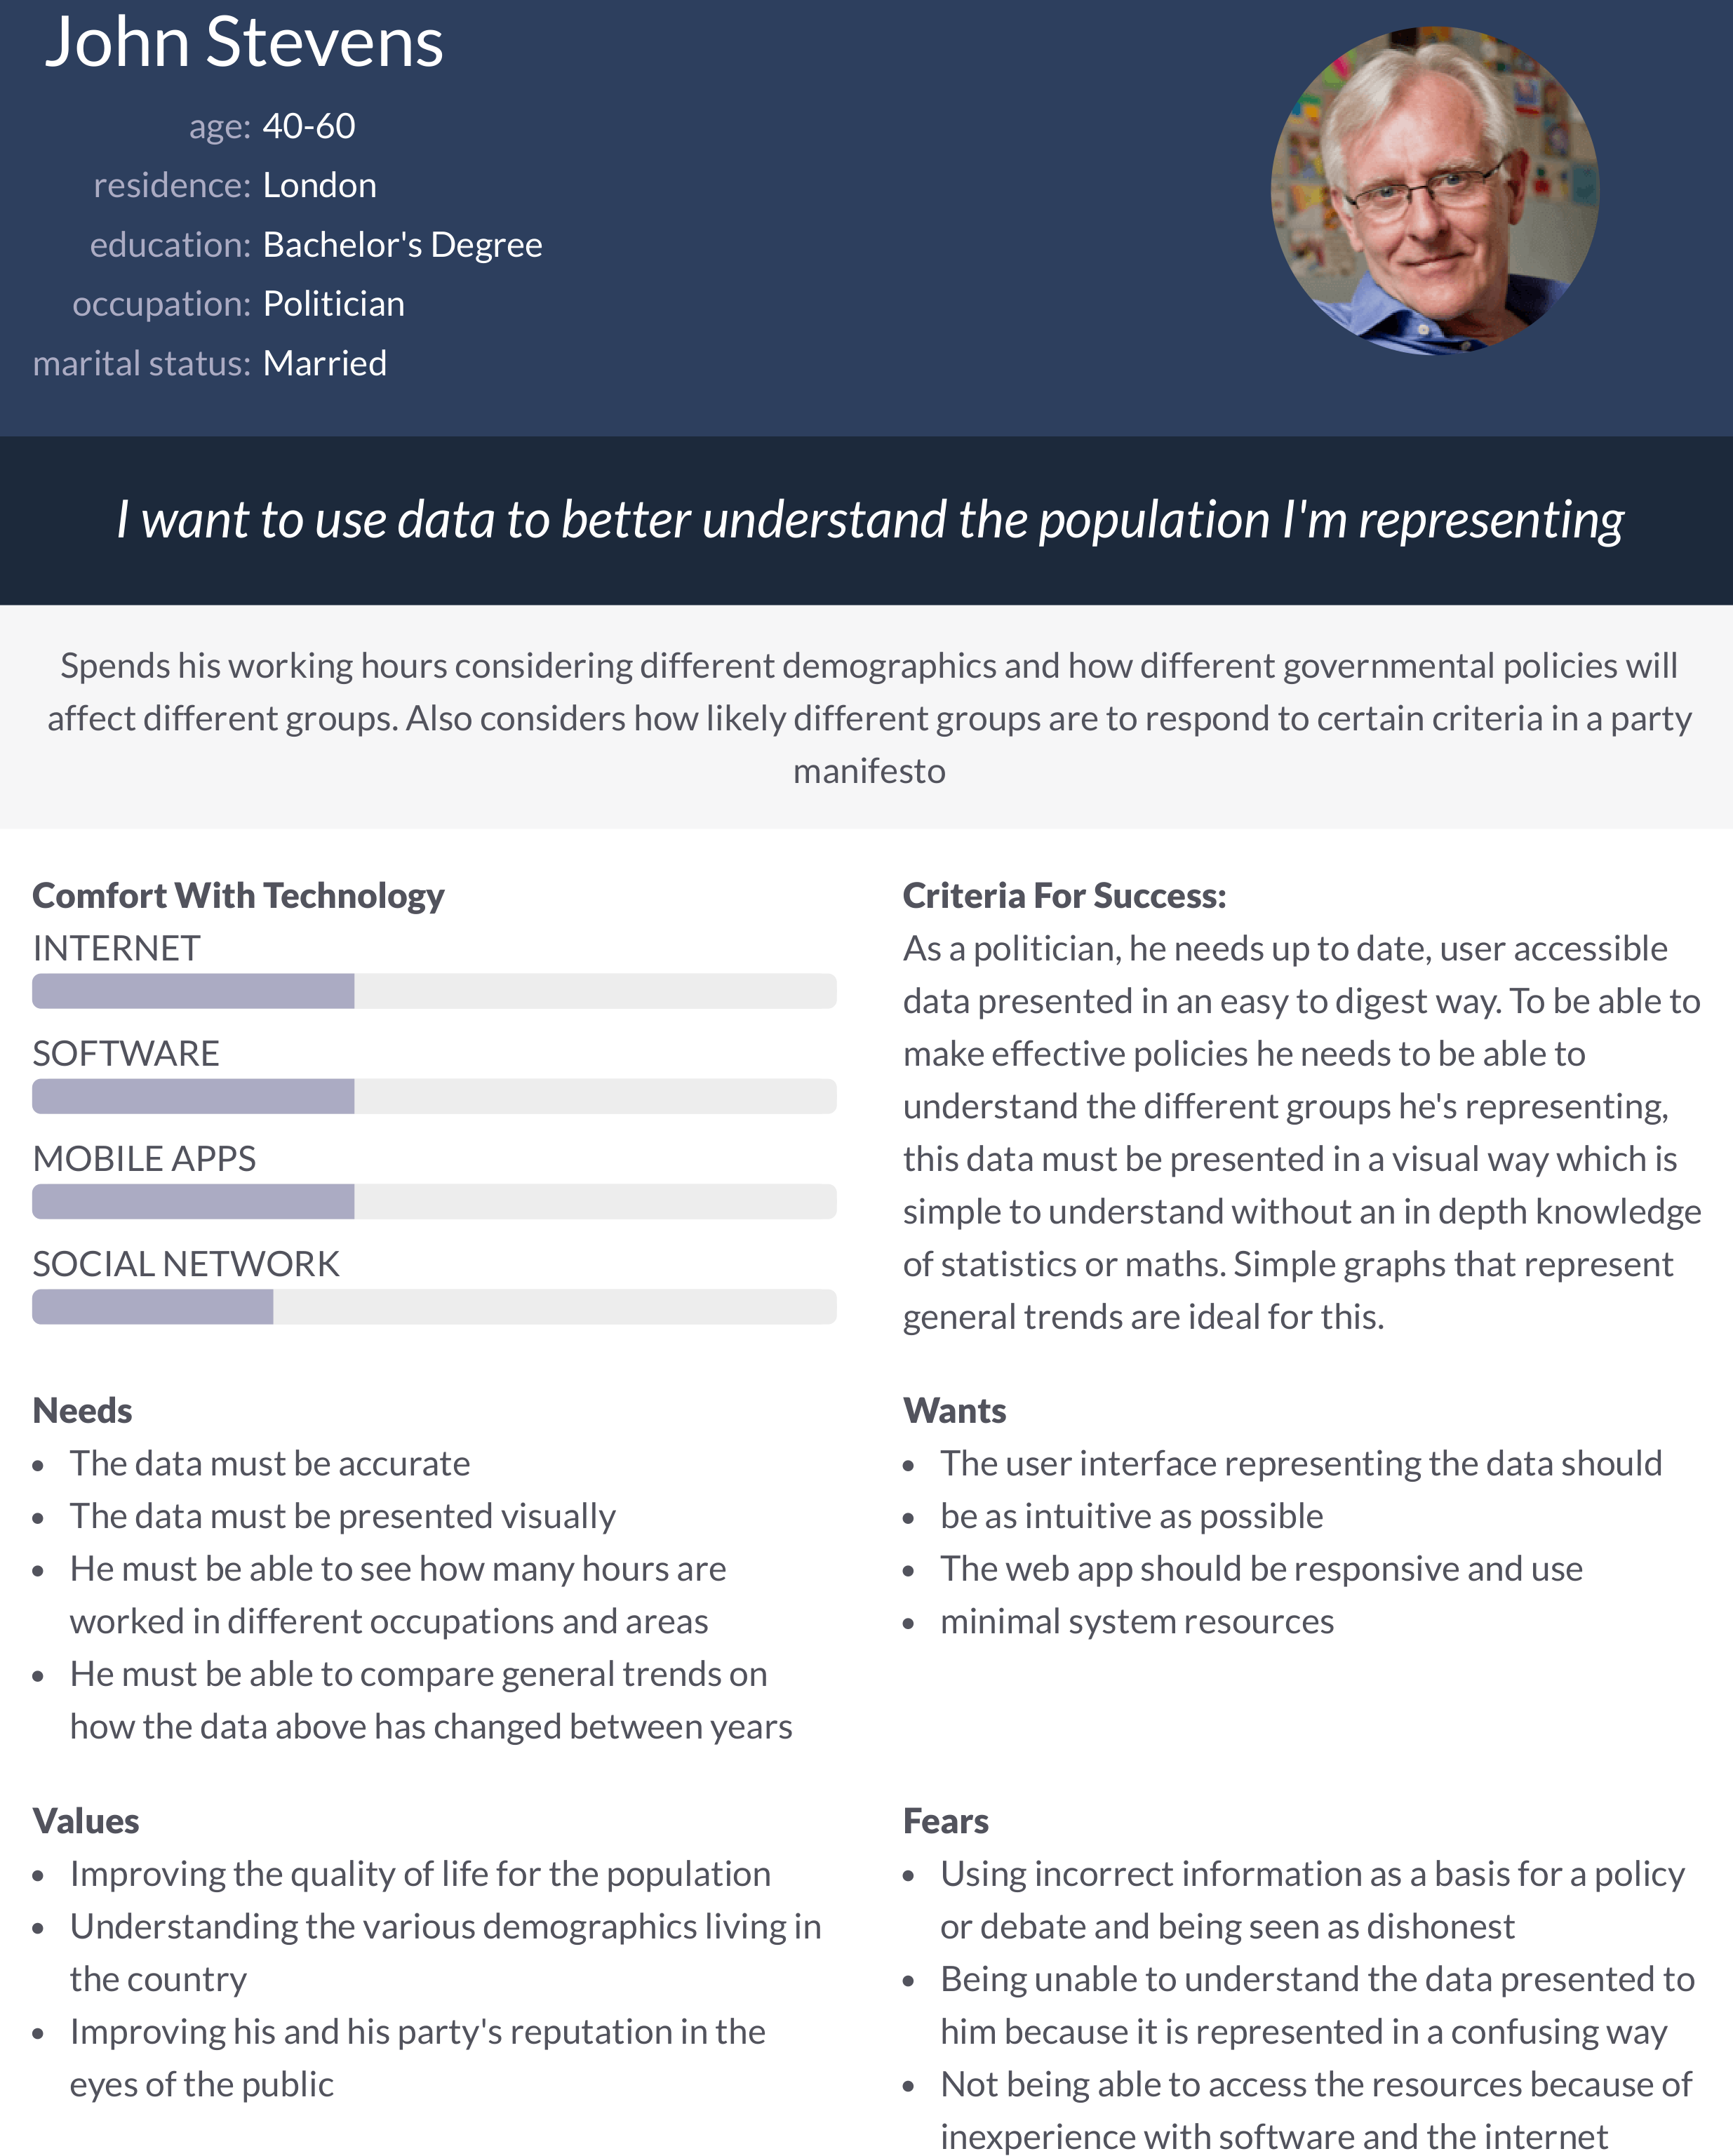 John Stevens
age: 40-60
residence: London
education: Bachelor's Degree
occupation: Politician
marital status: Married
I want to use data to better understand the population I'm representing
Spends his working hours considering different demographics and how different governmental policies will
affect different groups. Also considers how likely different groups are to respond to certain criteria in a party
manifesto
Comfort With Technology
INTERNET
SOFTWARE
MOBILE APPS
SOCIAL NETWORK
Criteria For Success:
As a politician, he needs up to date, user accessible
data presented in an easy to digest way. To be able to
make effective policies he needs to be able to
understand the different groups he's representing,
this data must be presented in a visual way which is
simple to understand without an in depth knowledge
of statistics or maths. Simple graphs that represent
general trends are ideal for this.
Needs
• The data must be accurate
• The data must be presented visually
• He must be able to see how many hours are
worked in different occupations and areas
• He must be able to compare general trends on
how the data above has changed between years
Wants
• The user interface representing the data should
• be as intuitive as possible
• The web app should be responsive and use
• minimal system resources
Values
• Improving the quality of life for the population
• Understanding the various demographics living in
the country
• Improving his and his party's reputation in the
eyes of the public
Fears
• Using incorrect information as a basis for a policy
or debate and being seen as dishonest
• Being unable to understand the data presented to
him because it is represented in a confusing way
• Not being able to access the resources because of
inexperience with software and the internet